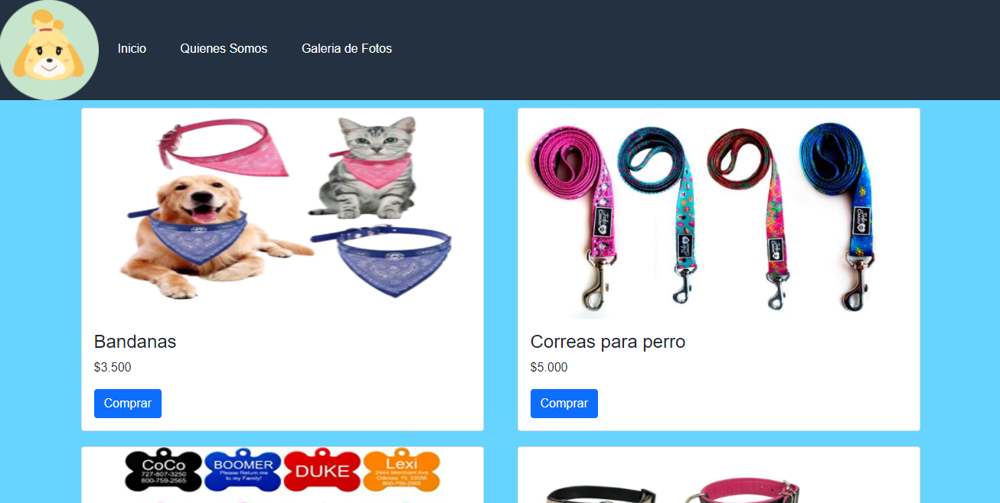 Inicio
Quienes Somos
Galeria de Fotos
Bandanas
$3.500
Comprar
Correas para perro
$5.000
Comprar
CoCo
727-807-3250
800-759-2565
BOOMER
Please Return me
to my Family!
DUKE
Lexi
2444 Merchant Ave
Odessa, FL 33556
800-759-2565